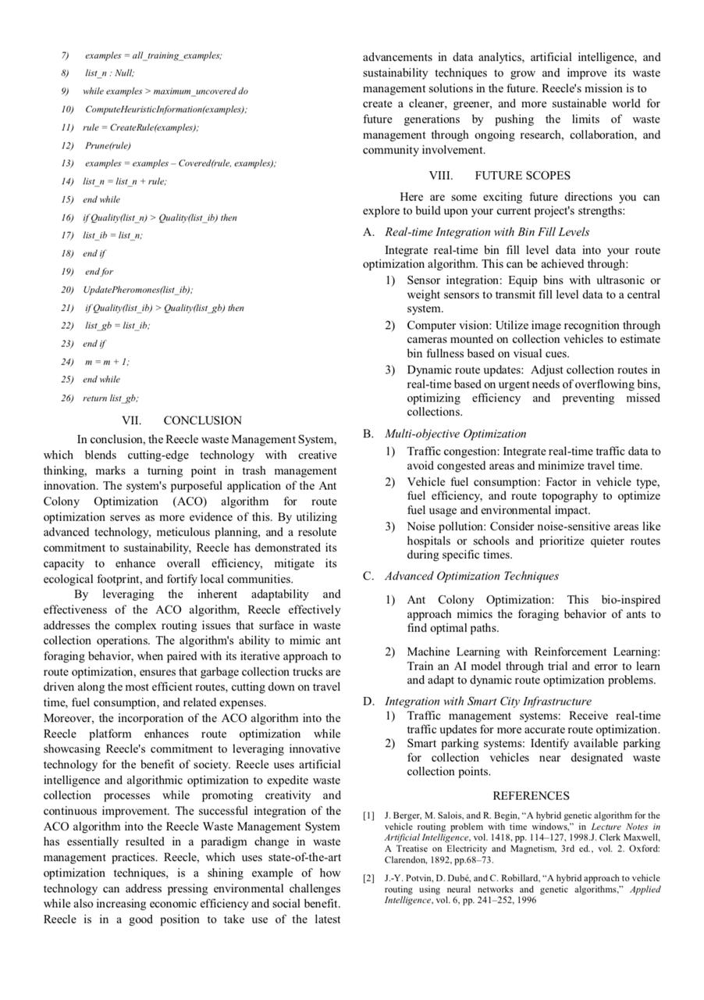 7) examples = all_training_examples;
8) list_n : Null;
9) while examples > maximum_uncovered do
10) ComputeHeuristicInformation(examples);
11) rule = CreateRule(examples);
12) Prune(rule)
13) examples = examples – Covered(rule, examples);
14) list_n = list_n + rule;
15) end while
16) if Quality(list_n) > Quality(list_ib) then
17) list_ib = list_n;
18) end if
19) end for
20) UpdatePheromones(list_ib);
21) if Quality(list_ib) > Quality(list_gb) then
22) list_gb = list_ib;
23) end if
24) m = m + 1;
25) end while
26) return list_gb;
VII. CONCLUSION
In conclusion, the Reecle waste Management System,
which blends cutting-edge technology with creative
thinking, marks a turning point in trash management
innovation. The system's purposeful application of the Ant
Colony Optimization (ACO) algorithm for route
optimization serves as more evidence of this. By utilizing
advanced technology, meticulous planning, and a resolute
commitment to sustainability, Reecle has demonstrated its
capacity to enhance overall efficiency, mitigate its
ecological footprint, and fortify local communities.
By leveraging the inherent adaptability and
effectiveness of the ACO algorithm, Reecle effectively
addresses the complex routing issues that surface in waste
collection operations. The algorithm's ability to mimic ant
foraging behavior, when paired with its iterative approach to
route optimization, ensures that garbage collection trucks are
driven along the most efficient routes, cutting down on travel
time, fuel consumption, and related expenses.
Moreover, the incorporation of the ACO algorithm into the
Reecle platform enhances route optimization while
showcasing Reecle's commitment to leveraging innovative
technology for the benefit of society. Reecle uses artificial
intelligence and algorithmic optimization to expedite waste
collection processes while promoting creativity and
continuous improvement. The successful integration of the
ACO algorithm into the Reecle Waste Management System
has essentially resulted in a paradigm change in waste
management practices. Reecle, which uses state-of-the-art
optimization techniques, is a shining example of how
technology can address pressing environmental challenges
while also increasing economic efficiency and social benefit.
Reecle is in a good position to take use of the latest
advancements in data analytics, artificial intelligence, and
sustainability techniques to grow and improve its waste
management solutions in the future. Reecle's mission is to
create a cleaner, greener, and more sustainable world for
future generations by pushing the limits of waste
management through ongoing research, collaboration, and
community involvement.
VIII. FUTURE SCOPES
Here are some exciting future directions you can
explore to build upon your current project's strengths:
A. Real-time Integration with Bin Fill Levels
Integrate real-time bin fill level data into your route
optimization algorithm. This can be achieved through:
1) Sensor integration: Equip bins with ultrasonic or
weight sensors to transmit fill level data to a central
system.
2) Computer vision: Utilize image recognition through
cameras mounted on collection vehicles to estimate
bin fullness based on visual cues.
3) Dynamic route updates: Adjust collection routes in
real-time based on urgent needs of overflowing bins,
optimizing efficiency and preventing missed
collections.
B. Multi-objective Optimization
1) Traffic congestion: Integrate real-time traffic data to
avoid congested areas and minimize travel time.
2) Vehicle fuel consumption: Factor in vehicle type,
fuel efficiency, and route topography to optimize
fuel usage and environmental impact.
3) Noise pollution: Consider noise-sensitive areas like
hospitals or schools and prioritize quieter routes
during specific times.
C. Advanced Optimization Techniques
1) Ant Colony Optimization: This bio-inspired
approach mimics the foraging behavior of ants to
find optimal paths.
2) Machine Learning with Reinforcement Learning:
Train an AI model through trial and error to learn
and adapt to dynamic route optimization problems.
D. Integration with Smart City Infrastructure
1) Traffic management systems: Receive real-time
traffic updates for more accurate route optimization.
2) Smart parking systems: Identify available parking
for collection vehicles near designated waste
collection points.
REFERENCES
[1] J. Berger, M. Salois, and R. Begin, “A hybrid genetic algorithm for the
vehicle routing problem with time windows,” in Lecture Notes in
Artificial Intelligence, vol. 1418, pp. 114–127, 1998.J. Clerk Maxwell,
A Treatise on Electricity and Magnetism, 3rd ed., vol. 2. Oxford:
Clarendon, 1892, pp.68–73.
[2] J.-Y. Potvin, D. Dubé, and C. Robillard, “A hybrid approach to vehicle
routing using neural networks and genetic algorithms,” Applied
Intelligence, vol. 6, pp. 241–252, 1996